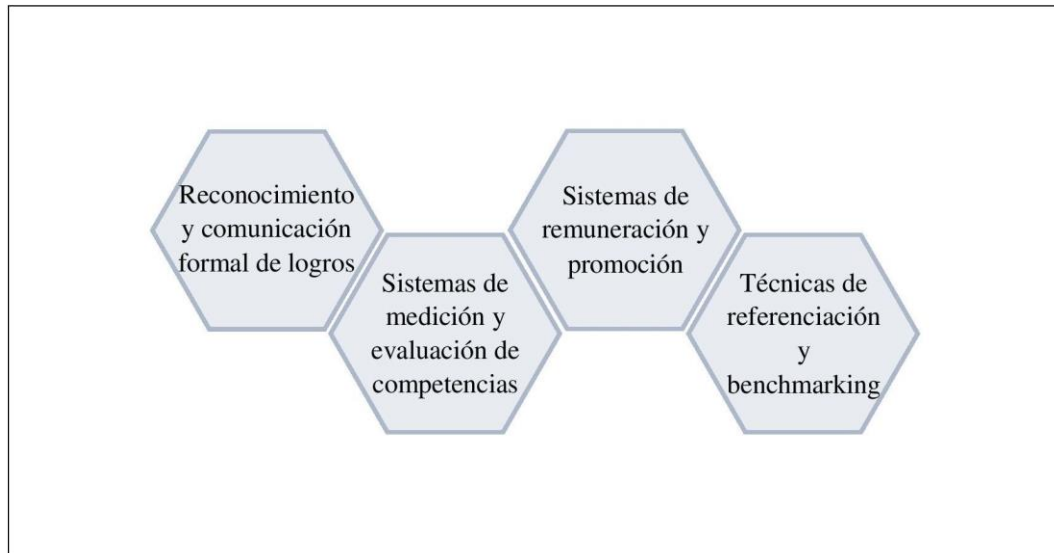 Reconocimiento
y comunicación
formal de logros
Sistemas de
medición y
evaluación de
competencias
Sistemas de
remuneración y
promoción
Técnicas de
referenciación
y
benchmarking